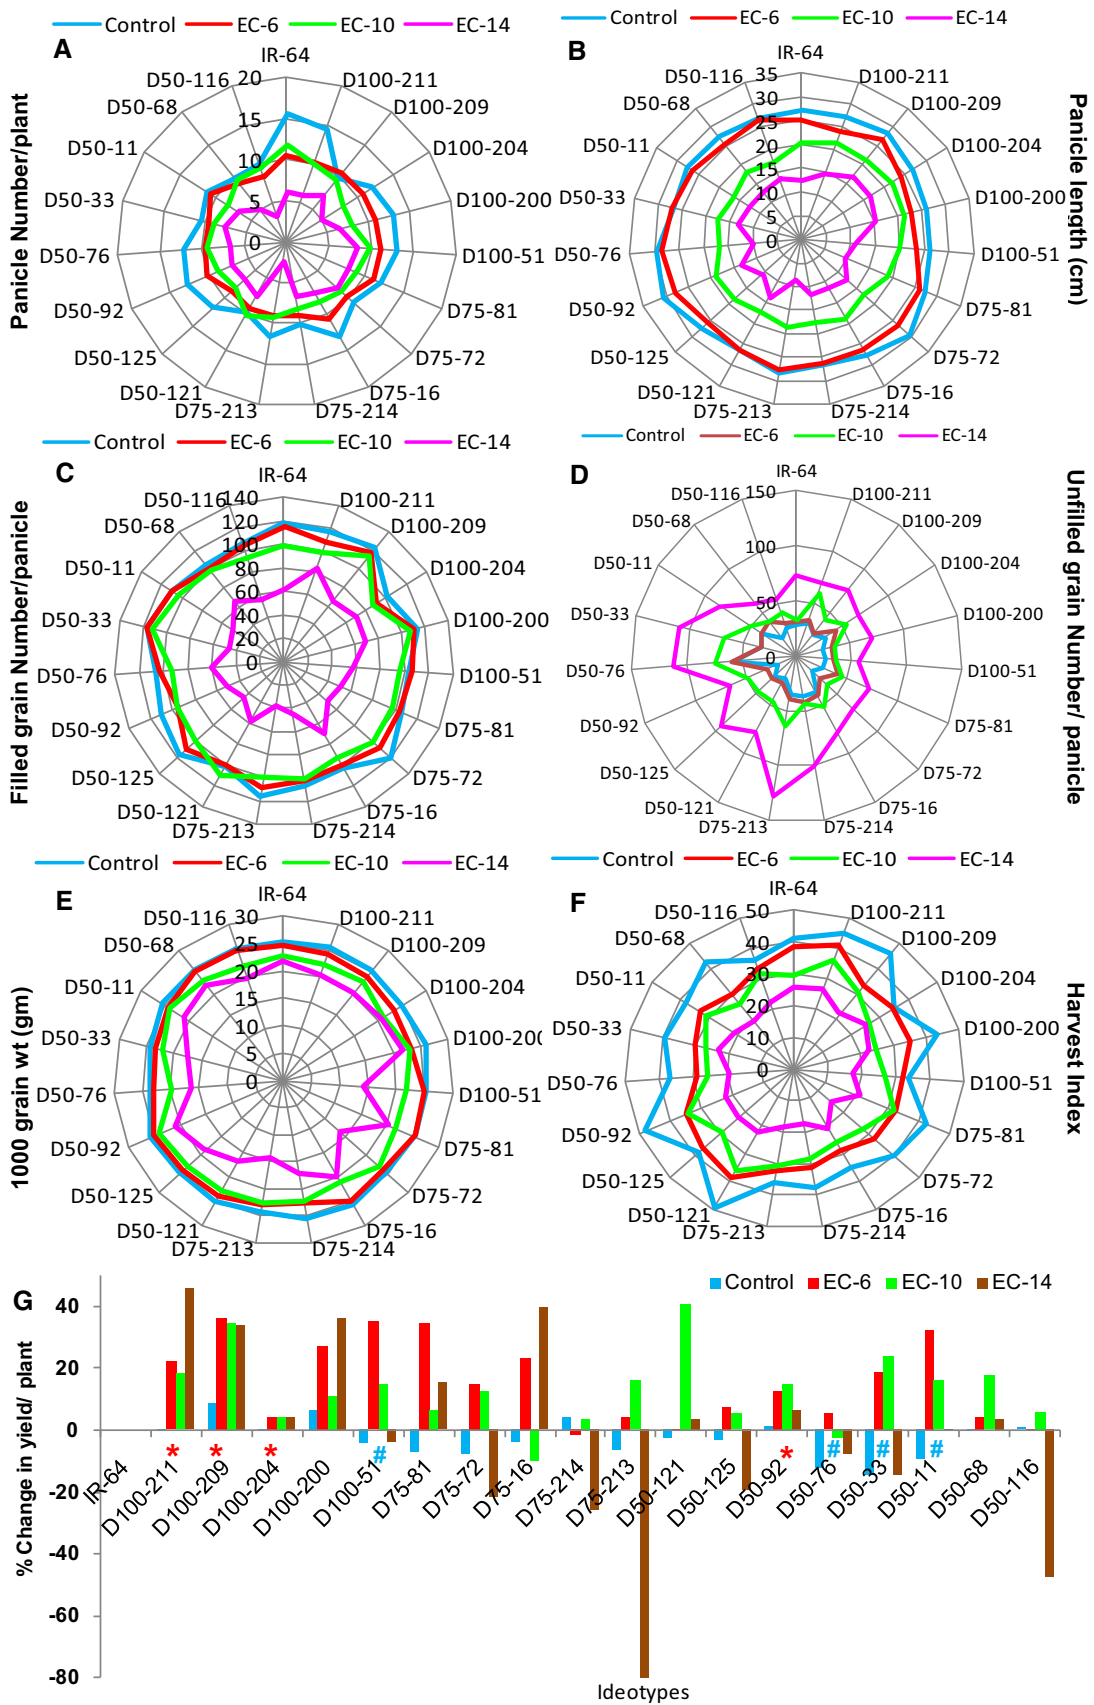 Control EC-6 EC-10 EC-14
A
Panicle Number/plant
IR-64
D100-211
D100-209
D100-204
D100-200
D100-51
D75-81
D75-72
D75-16
D75-214
D75-213
D50-121
D50-125
D50-92
D50-76
D50-33
D50-11
D50-68
D50-116
20
15
10
5
0
Control EC-6 EC-10 EC-14
B
Panicle length (cm)
IR-64
D100-211
D100-209
D100-204
D100-200
D100-51
D75-81
D75-72
D75-16
D75-214
D75-213
D50-121
D50-125
D50-92
D50-76
D50-33
D50-11
D50-68
D50-116
35
30
25
20
15
10
5
0
Control EC-6 EC-10 EC-14
C
Filled grain Number/panicle
IR-64
D100-211
D100-209
D100-204
D100-200
D100-51
D75-81
D75-72
D75-16
D75-214
D75-213
D50-121
D50-125
D50-92
D50-76
D50-33
D50-11
D50-68
D50-116
140
120
100
80
60
40
20
0
Control EC-6 EC-10 EC-14
D
Unfilled grain Number/ panicle
IR-64
D100-211
D100-209
D100-204
D100-200
D100-51
D75-81
D75-72
D75-16
D75-214
D75-213
D50-121
D50-125
D50-92
D50-76
D50-33
D50-11
D50-68
D50-116
150
100
50
0
Control EC-6 EC-10 EC-14
E
1000 grain wt (gm)
IR-64
D100-211
D100-209
D100-204
D100-200
D100-51
D75-81
D75-72
D75-16
D75-214
D75-213
D50-121
D50-125
D50-92
D50-76
D50-33
D50-11
D50-68
D50-116
30
25
20
15
10
5
0
Control EC-6 EC-10 EC-14
F
Harvest Index
IR-64
D100-211
D100-209
D100-204
D100-200
D100-51
D75-81
D75-72
D75-16
D75-214
D75-213
D50-121
D50-125
D50-92
D50-76
D50-33
D50-11
D50-68
D50-116
50
40
30
20
10
0
G
Control EC-6 EC-10 EC-14
% Change in yield/ plant
40
20
0
-20
-40
-60
-80
* * * # * # # #
IR-64
D100-211
D100-209
D100-204
D100-200
D100-51
D75-81
D75-72
D75-16
D75-214
D75-213
D50-121
D50-125
D50-92
D50-76
D50-33
D50-11
D50-68
D50-116
Ideotypes